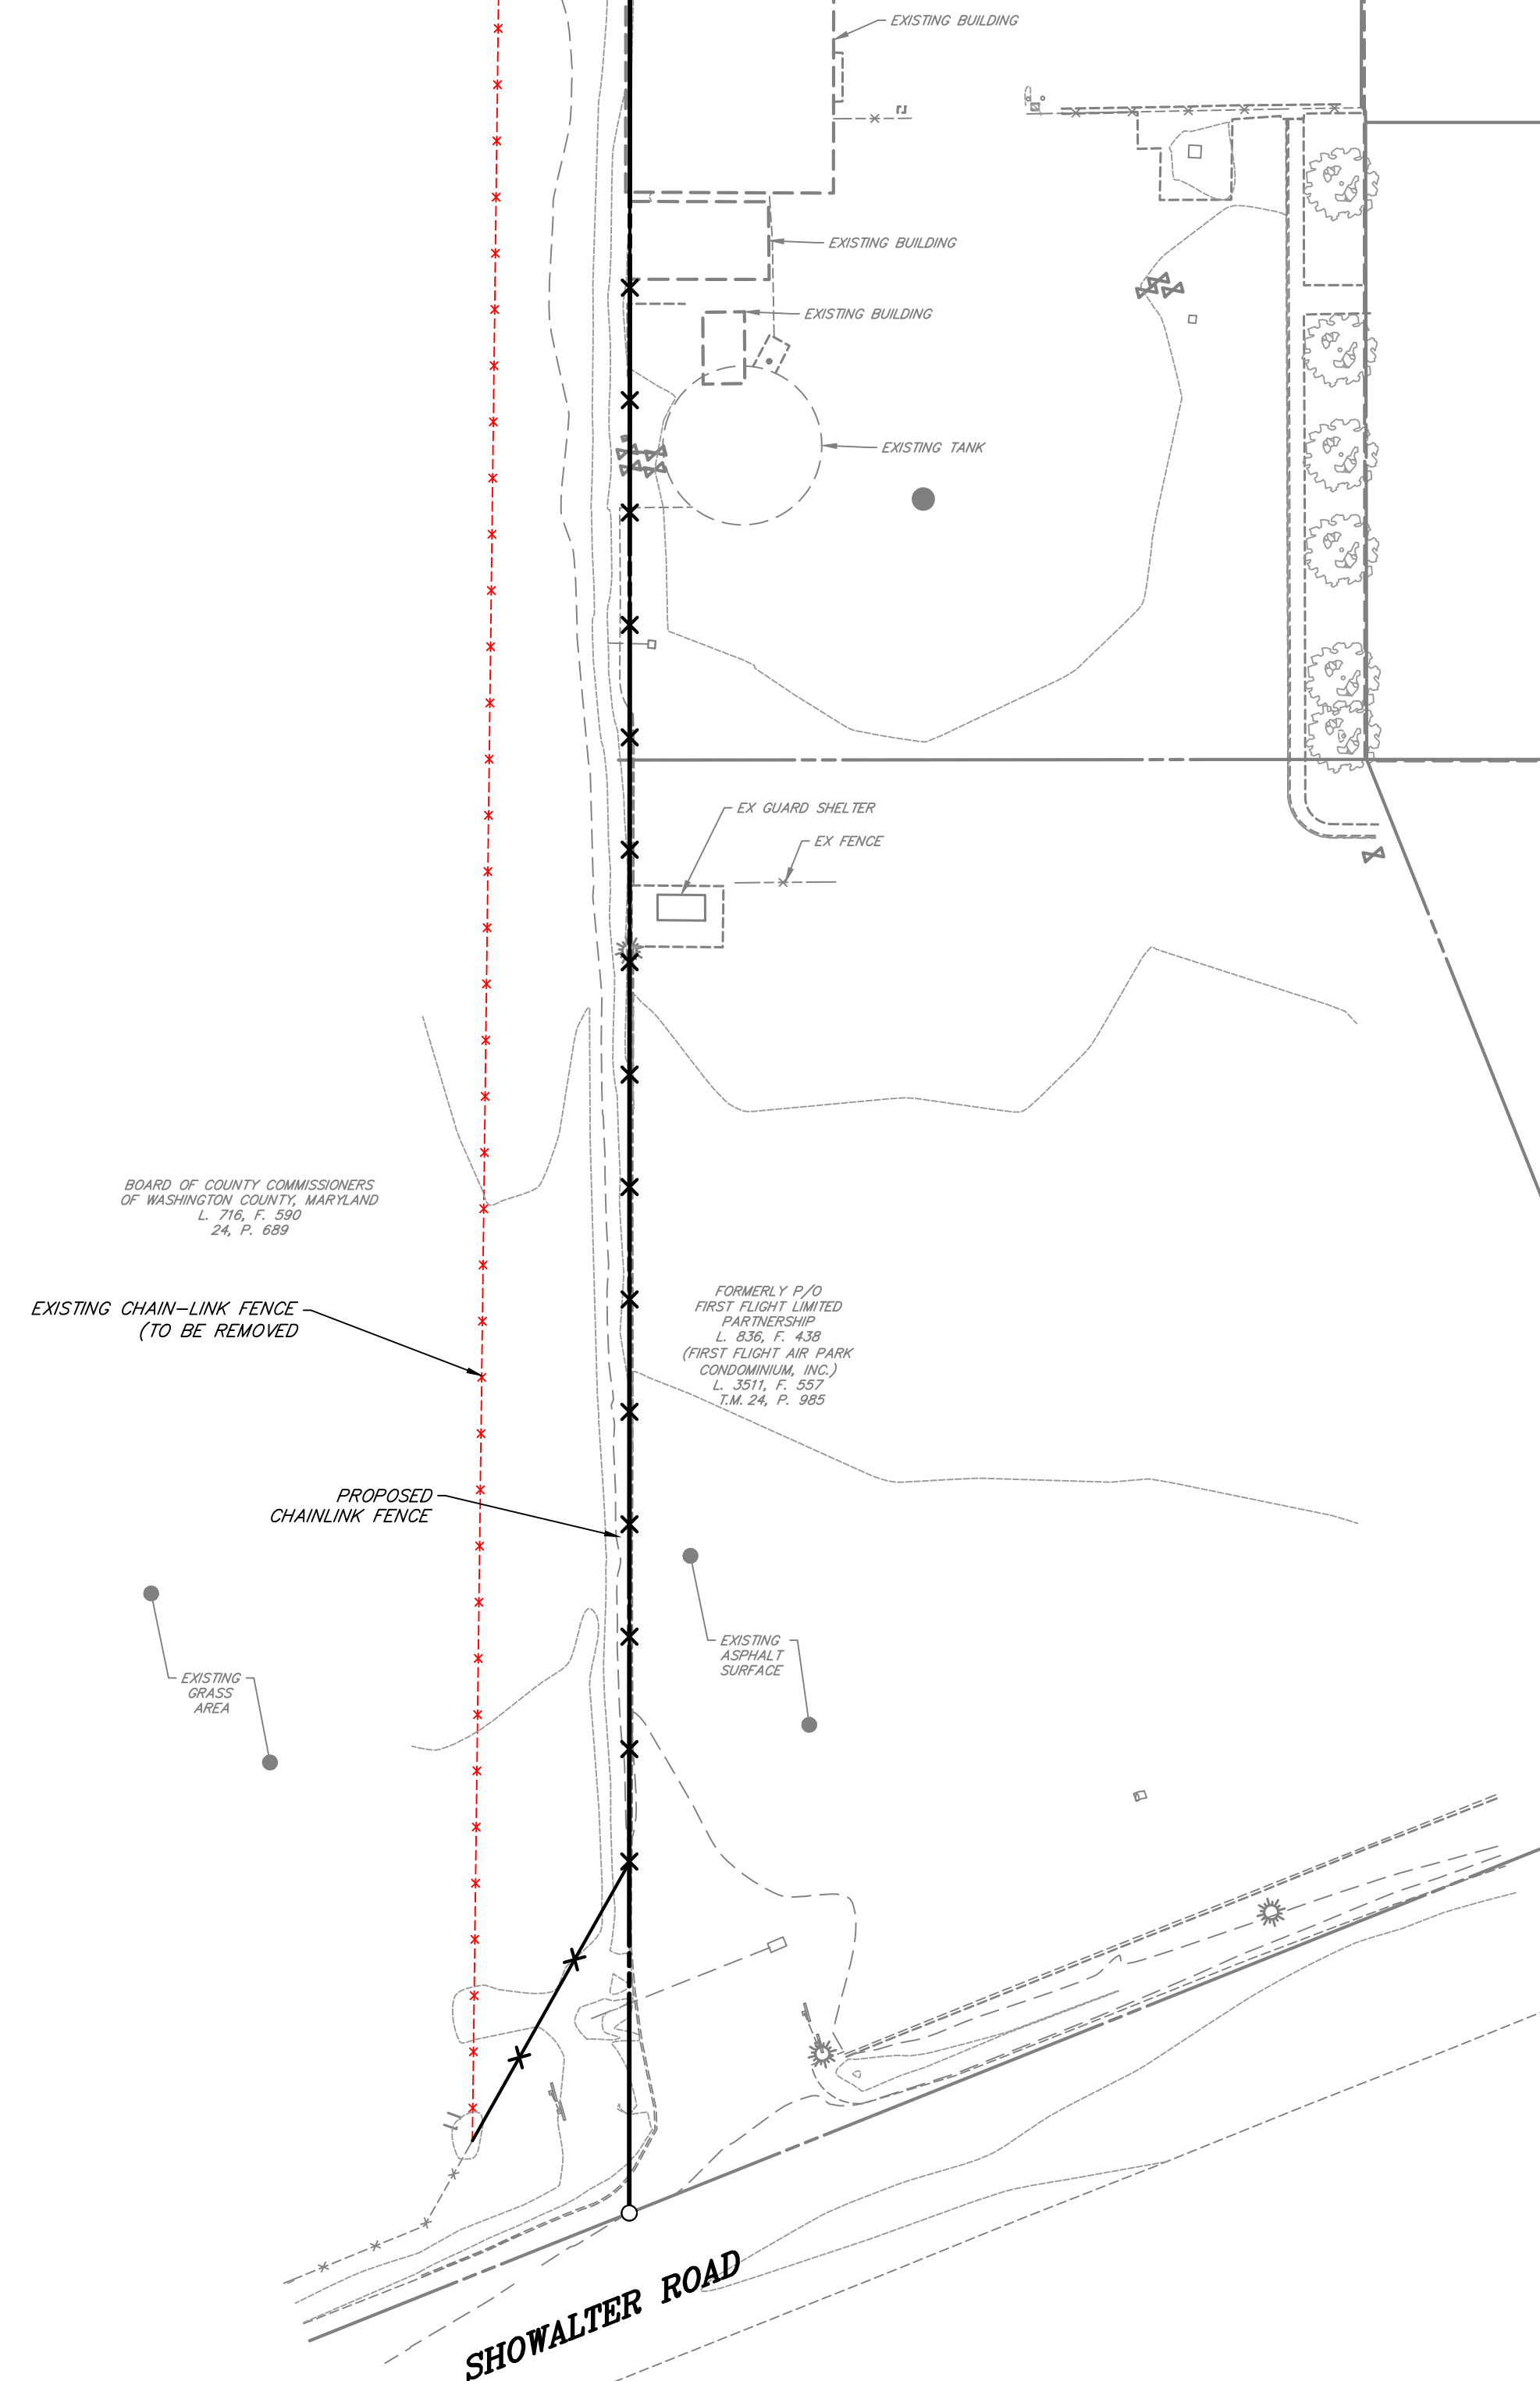 EXISTING BUILDING
EXISTING BUILDING
EXISTING BUILDING
EXISTING TANK
EX GUARD SHELTER
EX FENCE
BOARD OF COUNTY COMMISSIONERS
OF WASHINGTON COUNTY, MARYLAND
L. 716, F. 590
24, P. 689
EXISTING CHAIN-LINK FENCE
(TO BE REMOVED
FORMERLY P/O
FIRST FLIGHT LIMITED
PARTNERSHIP
L. 836, F. 438
(FIRST FLIGHT AIR PARK
CONDOMINIUM, INC.)
L. 3511, F. 557
T.M. 24, P. 985
PROPOSED
CHAINLINK FENCE
EXISTING
ASPHALT
SURFACE
EXISTING
GRASS
AREA
SHOWALTER ROAD